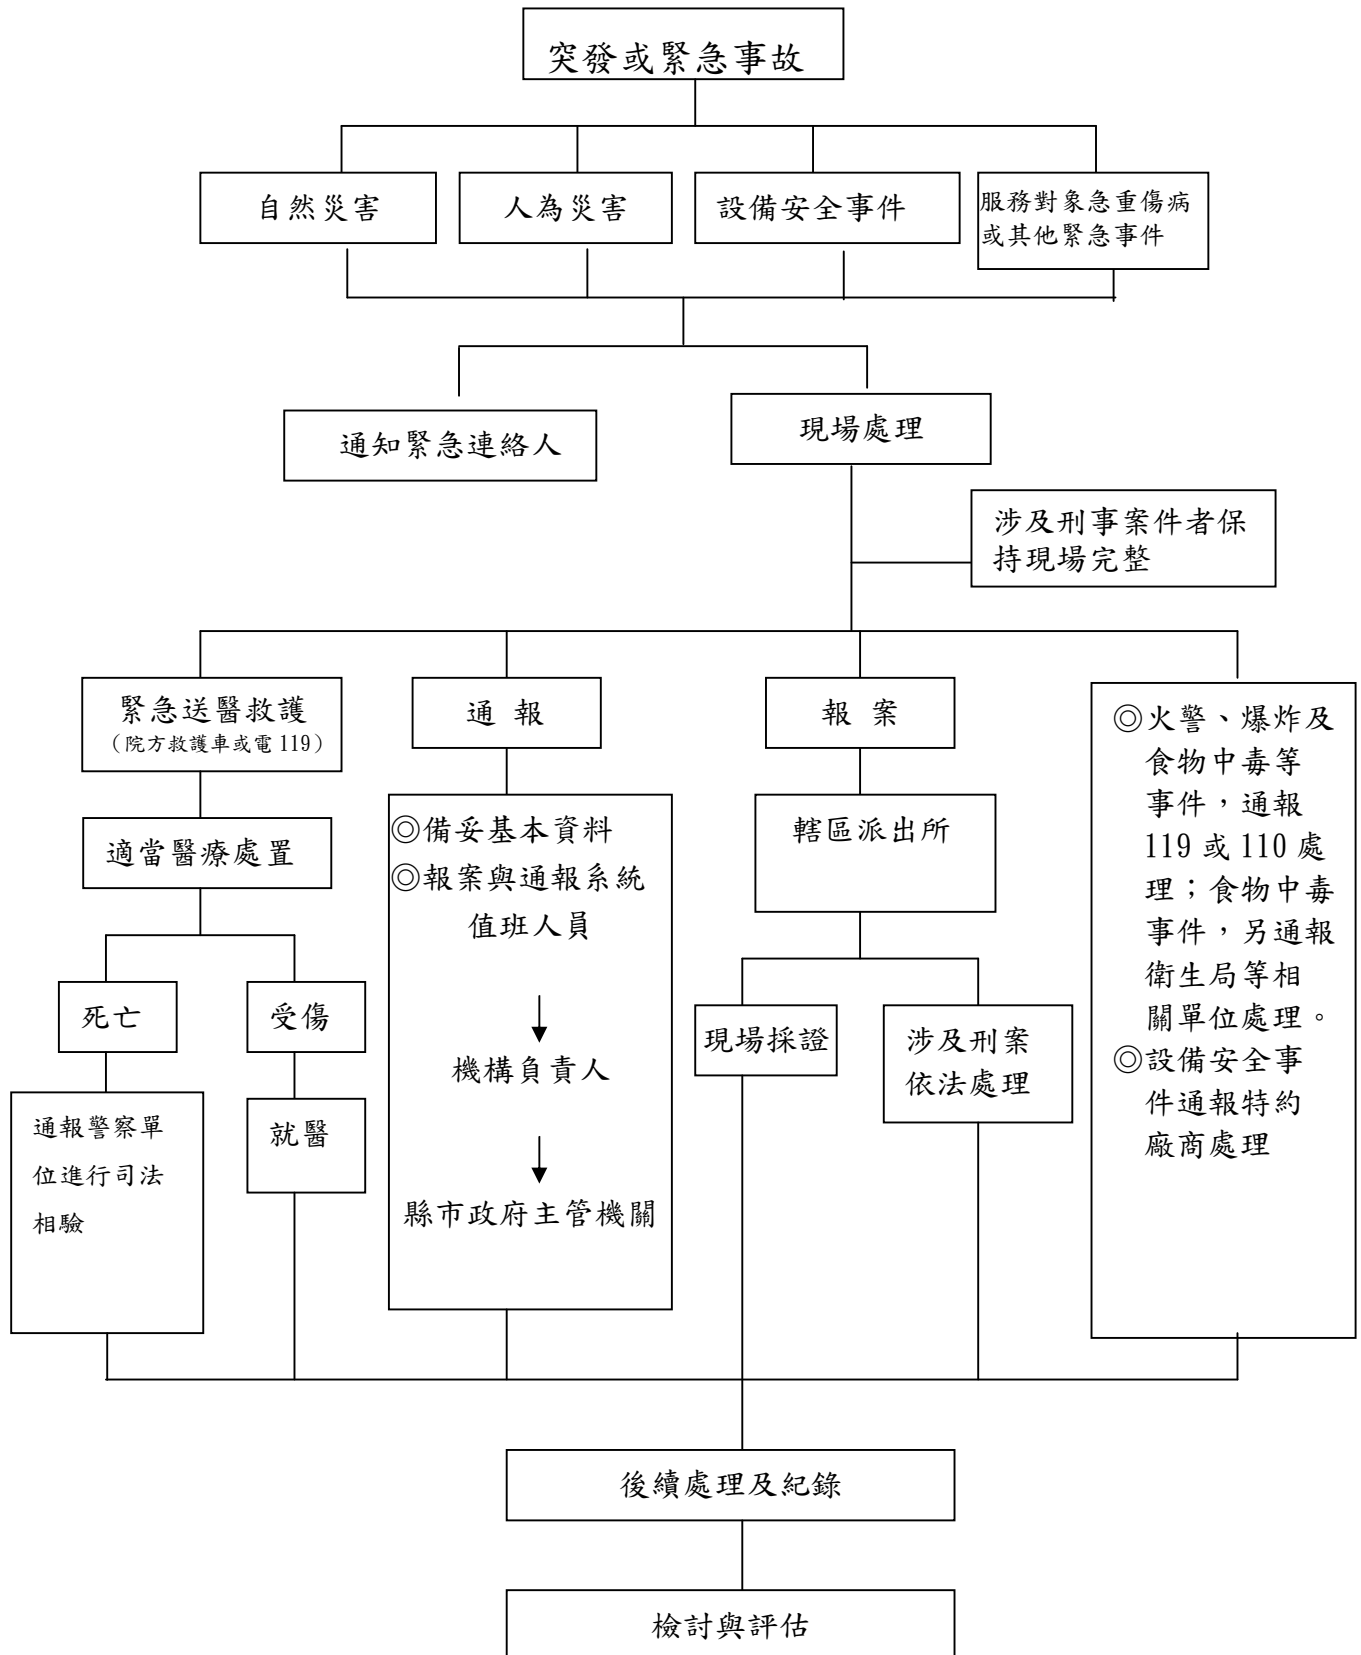 突發或緊急事故
自然災害
人為災害
設備安全事件
服務對象急重傷病
或其他緊急事件
通知緊急連絡人
現場處理
涉及刑事案件者保
持現場完整
緊急送醫救護
（院方救護車或電119）
適當醫療處置
死亡
受傷
通報警察單
位進行司法
相驗
就醫
通 報
◎備妥基本資料
◎報案與通報系統
值班人員
機構負責人
縣市政府主管機關
報 案
轄區派出所
現場採證
涉及刑案
依法處理
◎火警、爆炸及
食物中毒等
事件，通報
119 或 110 處
理；食物中毒
事件，另通報
衛生局等相
關單位處理。
◎設備安全事
件通報特約
廠商處理
後續處理及紀錄
檢討與評估